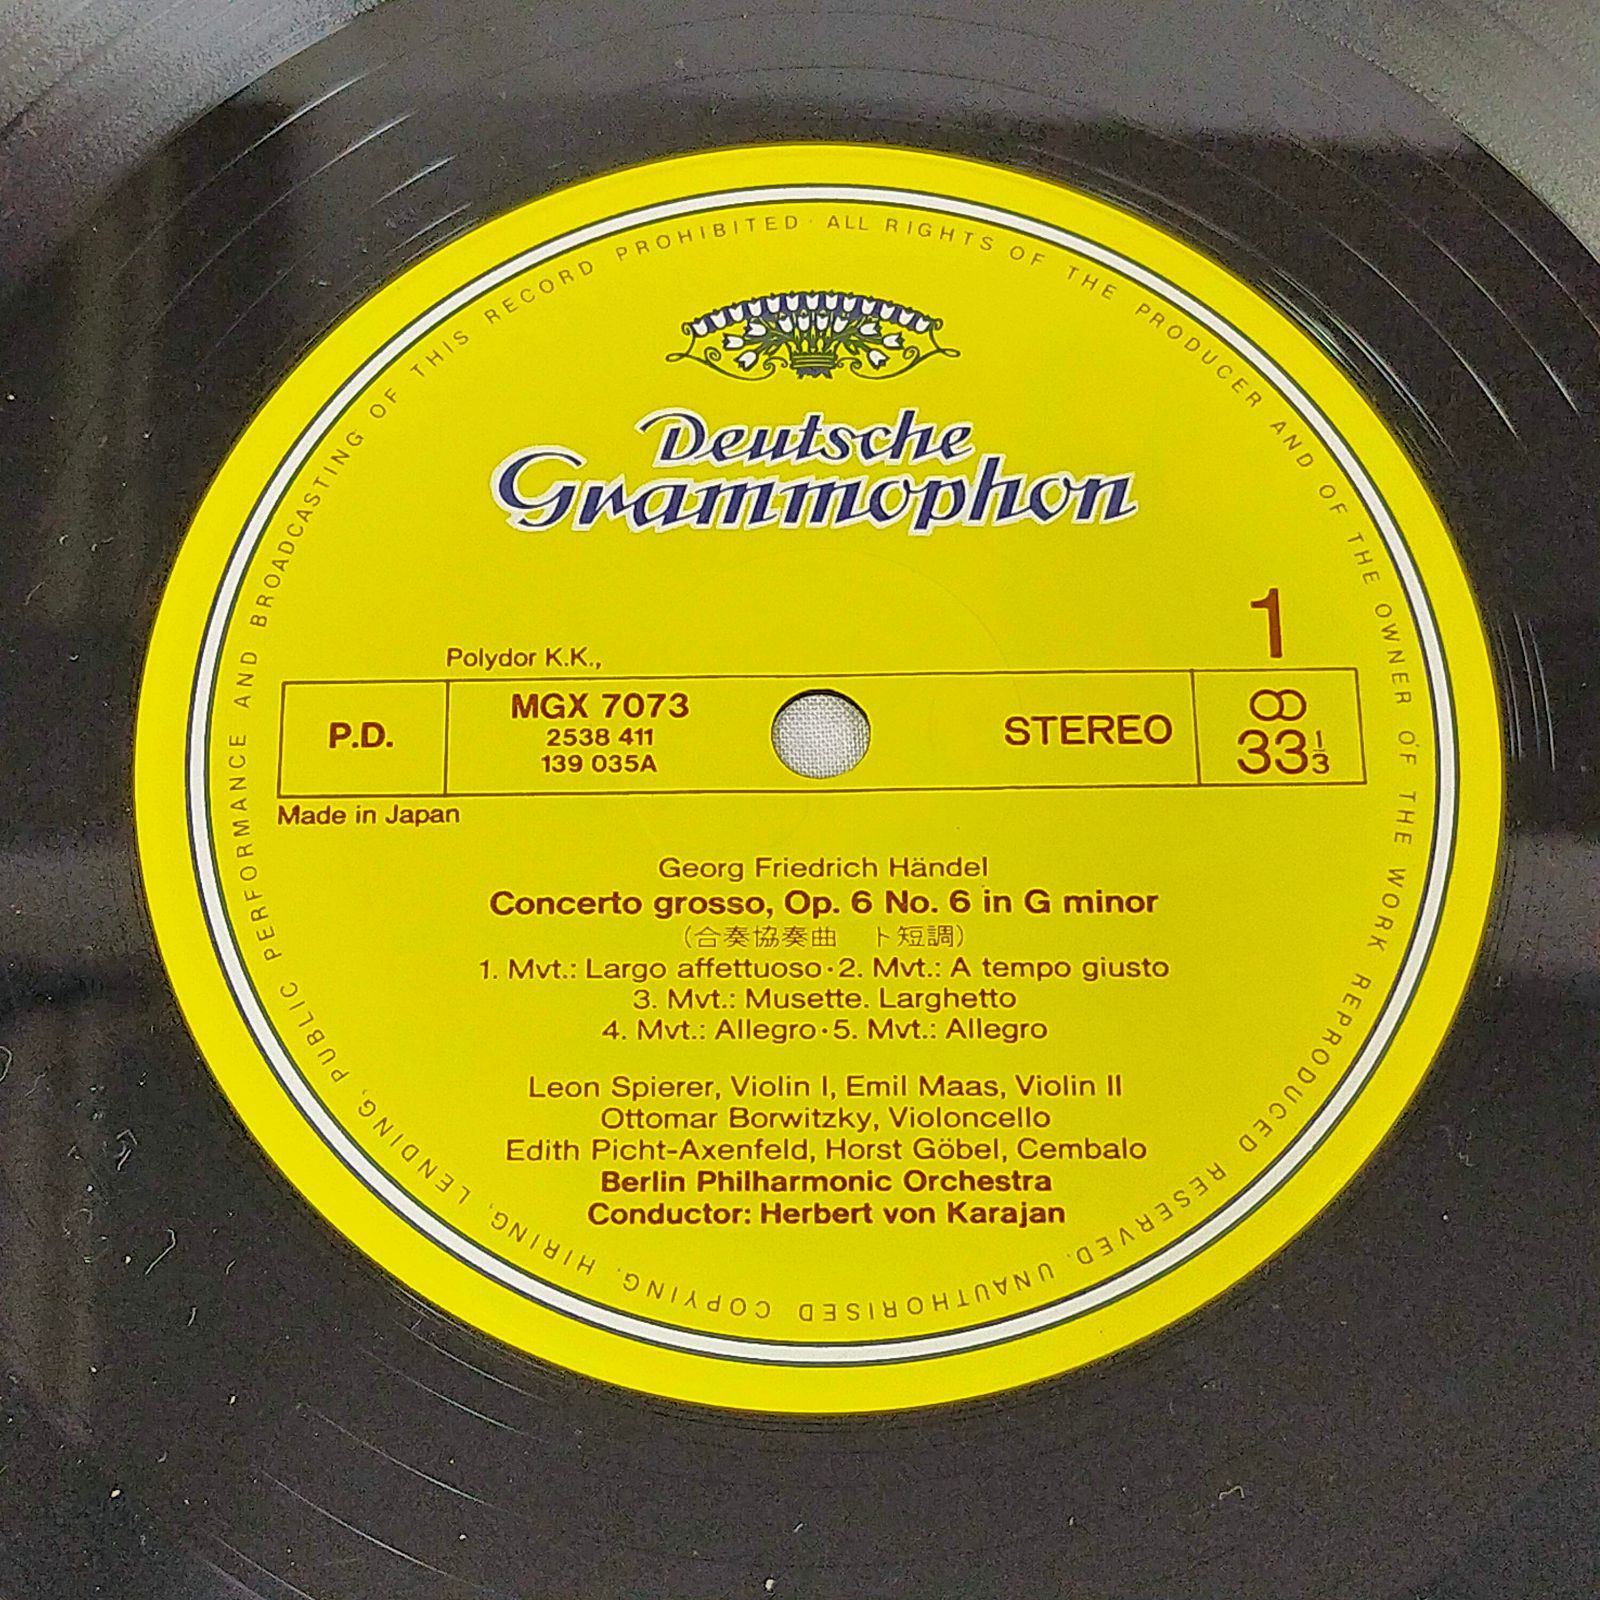 ALL RIGHTS OF THE PRODUCER AND OF THE OWNER OF THE WORK REPRODUCED RESERVED. UNAUTHORISED COPYING, HIRING, LENDING, PUBLIC PERFORMANCE AND BROADCASTING OF THIS RECORD PROHIBITED ·
Deutsche
Grammophon
1
Polydor K.K.,
P.D.
MGX 7073
2538 411
139 035A
STEREO
33 1/3
Made in Japan
Georg Friedrich Händel
Concerto grosso, Op. 6 No. 6 in G minor
(合奏協奏曲 ト短調)
1. Mvt.: Largo affettuoso · 2. Mvt.: A tempo giusto
3. Mvt.: Musette. Larghetto
4. Mvt.: Allegro · 5. Mvt.: Allegro
Leon Spierer, Violin I, Emil Maas, Violin II
Ottomar Borwitzky, Violoncello
Edith Picht-Axenfeld, Horst Göbel, Cembalo
Berlin Philharmonic Orchestra
Conductor: Herbert von Karajan